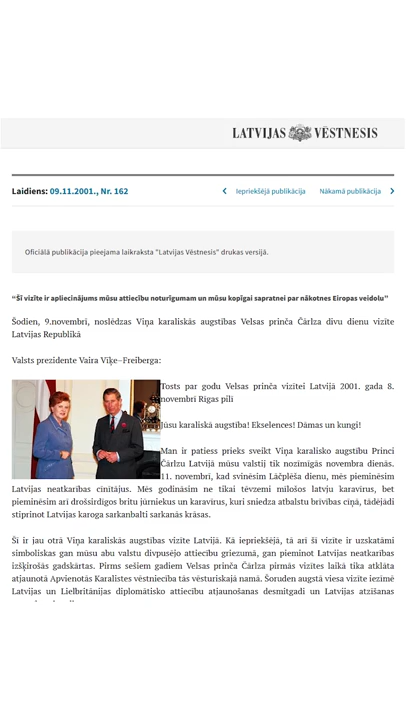 LATVIJAS VĒSTNESIS
Laidiens: 09.11.2001., Nr. 162
Iepriekšējā publikācija Nākamā publikācija
Oficiālā publikācija pieejama laikraksta "Latvijas Vēstnesis" drukas versijā.
“Šī vizīte ir apliecinājums mūsu attiecību noturīgumam un mūsu kopīgai sapratnei par nākotnes Eiropas veidolu”
Šodien, 9.novembrī, noslēdzas Viņa karaliskās augstības Velsas prinča Čārlza divu dienu vizīte
Latvijas Republikā
Valsts prezidente Vaira Vīķe–Freiberga:
Tosts par godu Velsas prinča vizītei Latvijā 2001. gada 8.
novembrī Rīgas pilī
Jūsu karaliskā augstība! Ekselences! Dāmas un kungi!
Man ir patiess prieks sveikt Viņa karalisko augstību Princi
Čārlzu Latvijā mūsu valstij tik nozīmīgās novembra dienās.
11. novembrī, kad svinēsim Lāčplēša dienu, mēs pieminēsim
Latvijas neatkarības cīnītājus. Mēs godināsim ne tikai tēvzemi mīlošos latvju karavīrus, bet
pieminēsim arī drošsirdīgos britu jūrniekus un karavīrus, kuri sniedza atbalstu brīvības cīņā, tādējādi
stiprinot Latvijas karoga sarkanbalti sarkanās krāsas.
Šī ir jau otrā Viņa karaliskās augstības vizīte Latvijā. Kā iepriekšējā, tā arī šī vizīte ir uzskatāmi
simboliskas gan mūsu abu valstu divpusējo attiecību griezumā, gan pieminot Latvijas neatkarības
izšķirošās gadskārtas. Pirms sešiem gadiem Velsas prinča Čārlza pirmās vizītes laikā tika atklāta
atjaunotā Apvienotās Karalistes vēstniecība tās vēsturiskajā namā. Šoruden augstā viesa vizīte iezīmē
Latvijas un Lielbritānijas diplomātisko attiecību atjaunošanas desmitgadi un Latvijas atzīšanas